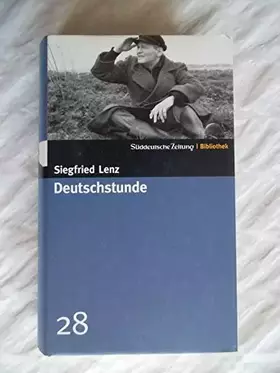 Süddeutsche Zeitung | Bibliothek
Siegfried Lenz
Deutschstunde
28